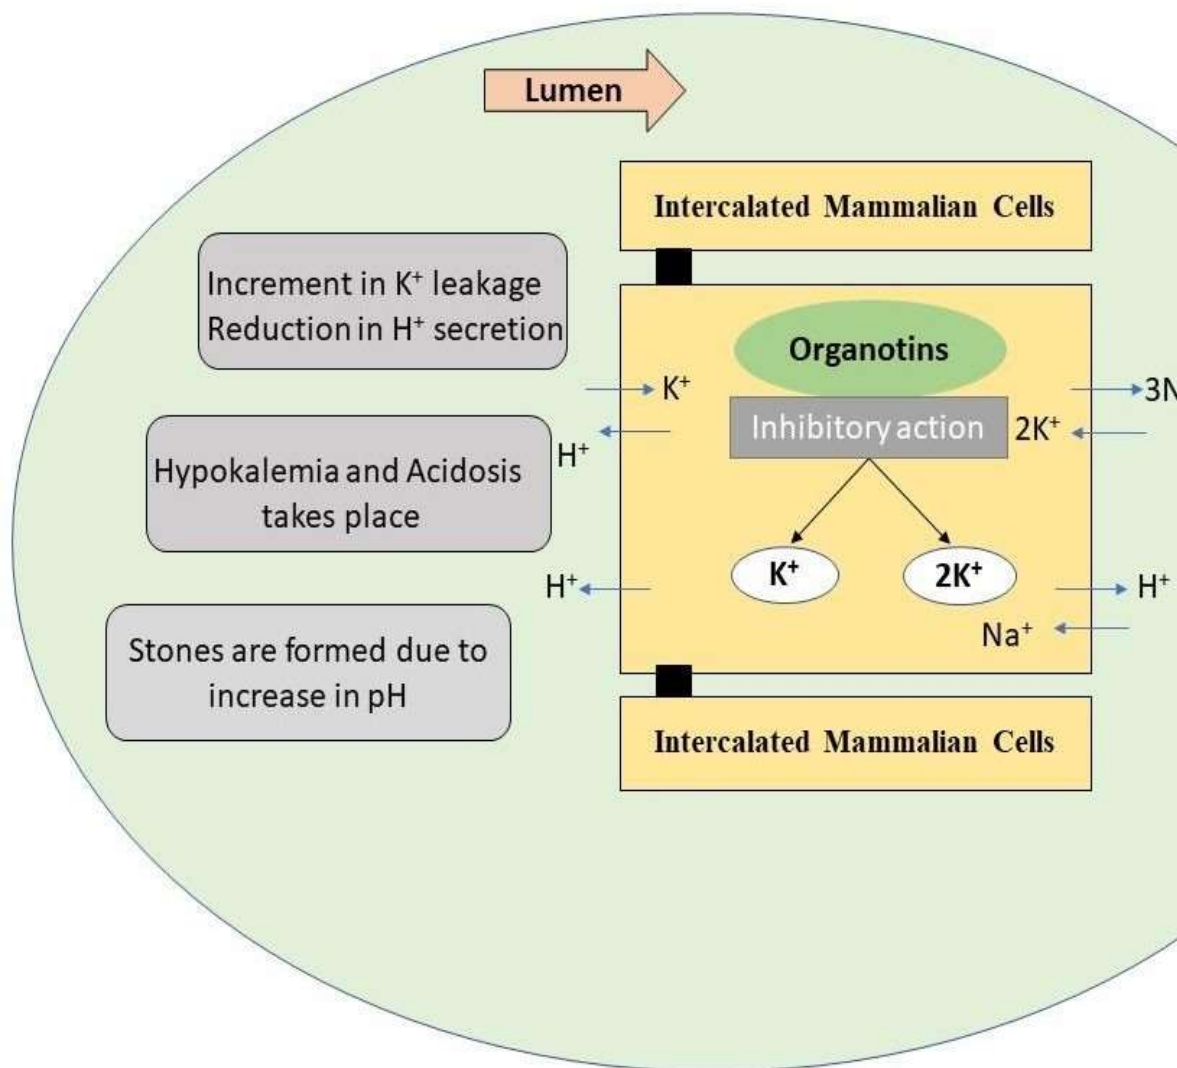 Lumen
Intercalated Mammalian Cells
Increment in K⁺ leakage
Reduction in H⁺ secretion
Organotins
K⁺
3N
Inhibitory action
2K⁺
H⁺
Hypokalemia and Acidosis
takes place
K⁺
2K⁺
H⁺
H⁺
Na⁺
Stones are formed due to
increase in pH
Intercalated Mammalian Cells